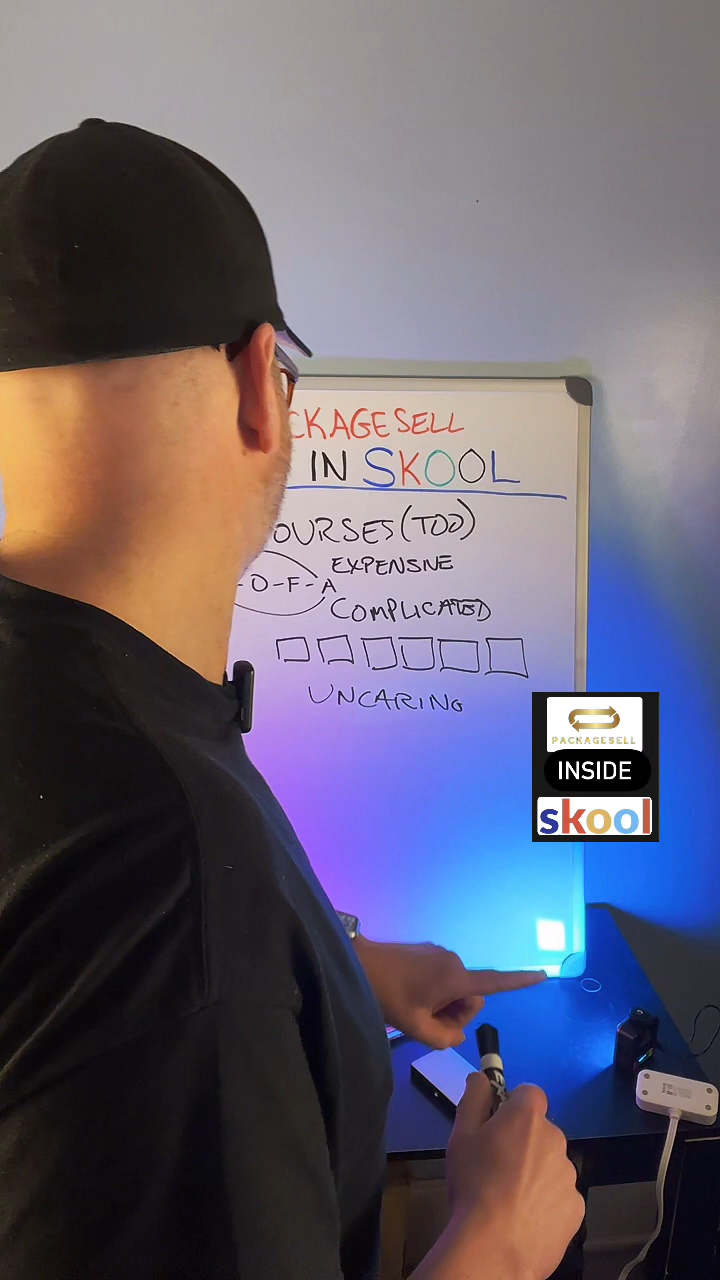 CKAGESELL
IN SKOOL
OURSES (TOO)
EXPENSIVE
-O-F-A
COMPLICATED
UNCARING
PACKAGESELL
INSIDE
skool